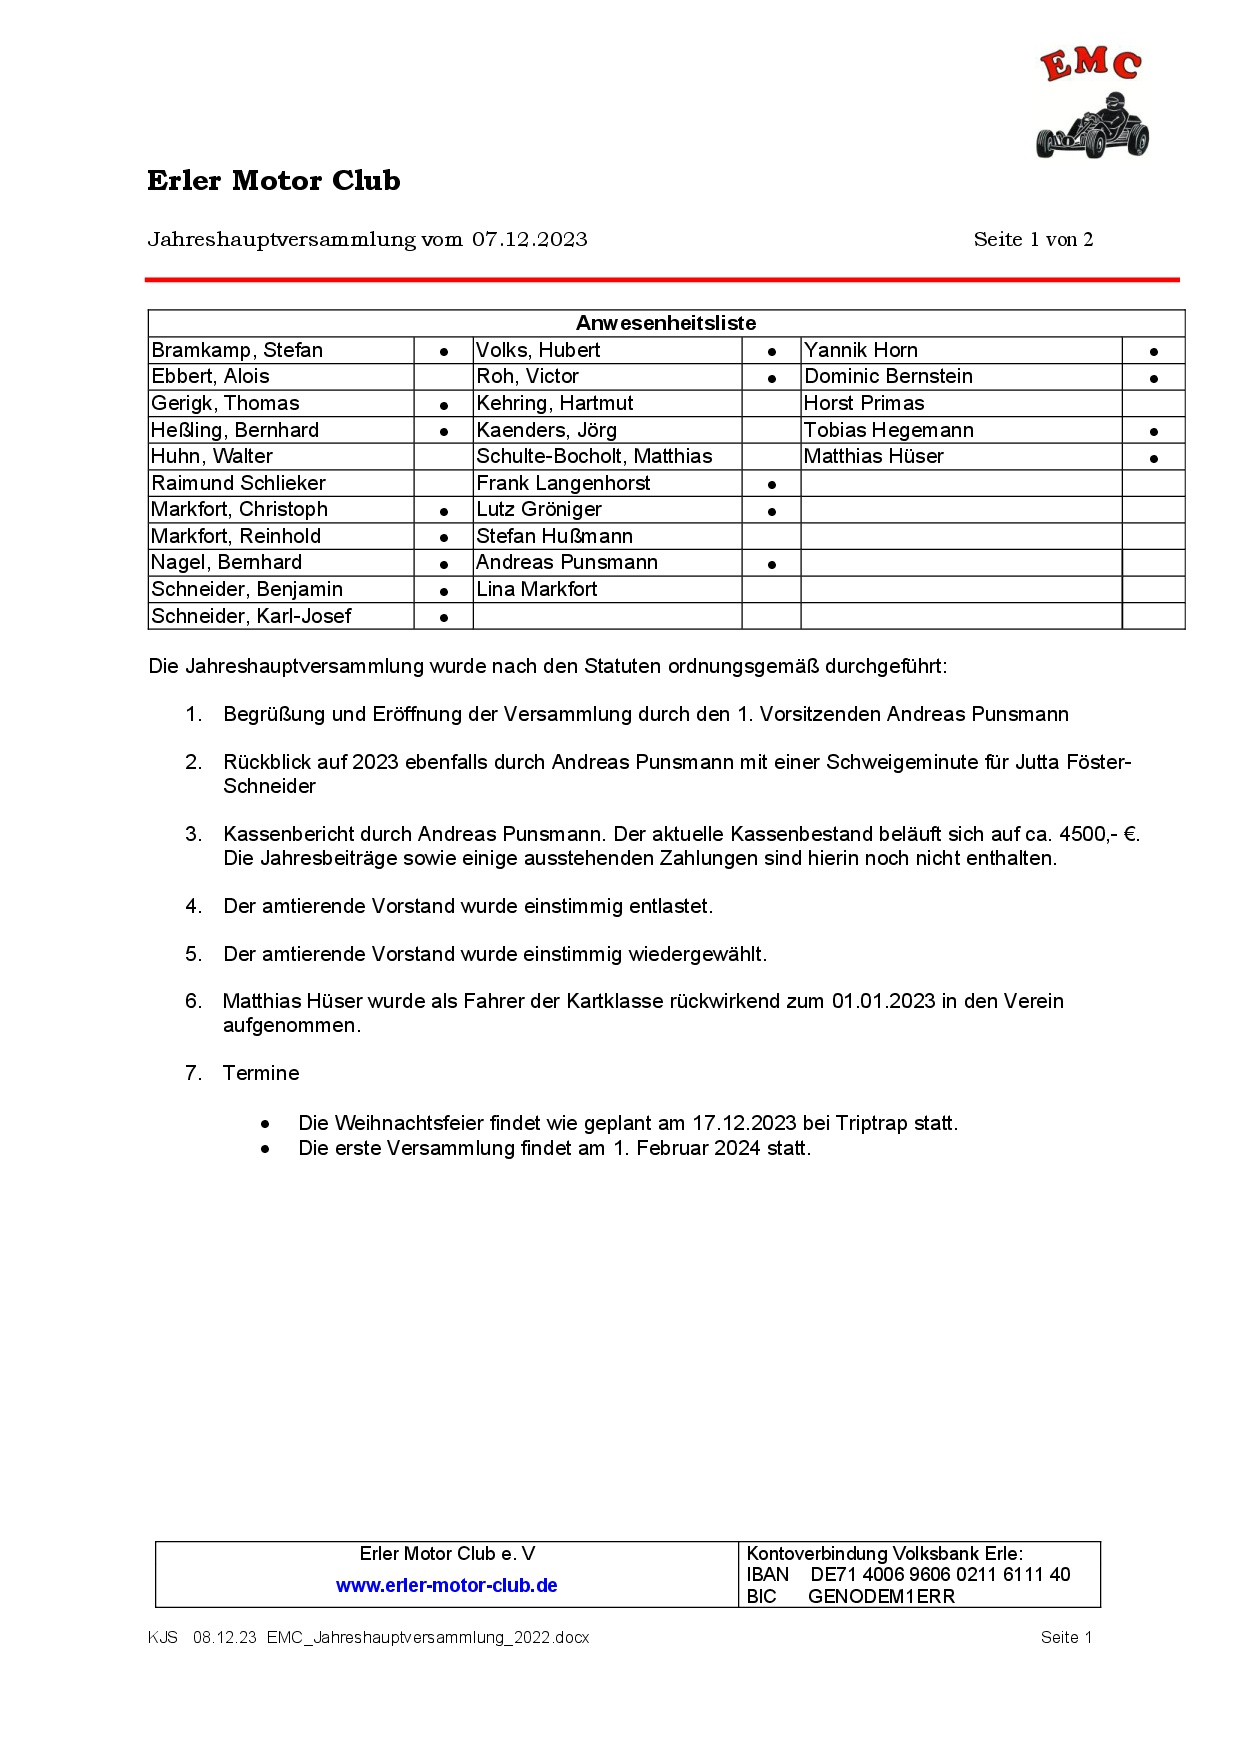 EMC
Erler Motor Club
Jahreshauptversammlung vom 07.12.2023 Seite 1 von 2
Anwesenheitsliste
Bramkamp, Stefan ● Volks, Hubert ● Yannik Horn ●
Ebbert, Alois Roh, Victor ● Dominic Bernstein ●
Gerigk, Thomas ● Kehring, Hartmut Horst Primas
Heßling, Bernhard ● Kaenders, Jörg Tobias Hegemann ●
Huhn, Walter Schulte-Bocholt, Matthias Matthias Hüser ●
Raimund Schlieker Frank Langenhorst ●
Markfort, Christoph ● Lutz Gröniger ●
Markfort, Reinhold ● Stefan Hußmann
Nagel, Bernhard ● Andreas Punsmann ●
Schneider, Benjamin ● Lina Markfort
Schneider, Karl-Josef ●
Die Jahreshauptversammlung wurde nach den Statuten ordnungsgemäß durchgeführt:
1. Begrüßung und Eröffnung der Versammlung durch den 1. Vorsitzenden Andreas Punsmann
2. Rückblick auf 2023 ebenfalls durch Andreas Punsmann mit einer Schweigeminute für Jutta Föster-
Schneider
3. Kassenbericht durch Andreas Punsmann. Der aktuelle Kassenbestand beläuft sich auf ca. 4500,- €.
Die Jahresbeiträge sowie einige ausstehenden Zahlungen sind hierin noch nicht enthalten.
4. Der amtierende Vorstand wurde einstimmig entlastet.
5. Der amtierende Vorstand wurde einstimmig wiedergewählt.
6. Matthias Hüser wurde als Fahrer der Kartklasse rückwirkend zum 01.01.2023 in den Verein
aufgenommen.
7. Termine
● Die Weihnachtsfeier findet wie geplant am 17.12.2023 bei Triptrap statt.
● Die erste Versammlung findet am 1. Februar 2024 statt.
Erler Motor Club e. V
www.erler-motor-club.de
Kontoverbindung Volksbank Erle:
IBAN DE71 4006 9606 0211 6111 40
BIC GENODEM1ERR
KJS 08.12.23 EMC_Jahreshauptversammlung_2022.docx Seite 1